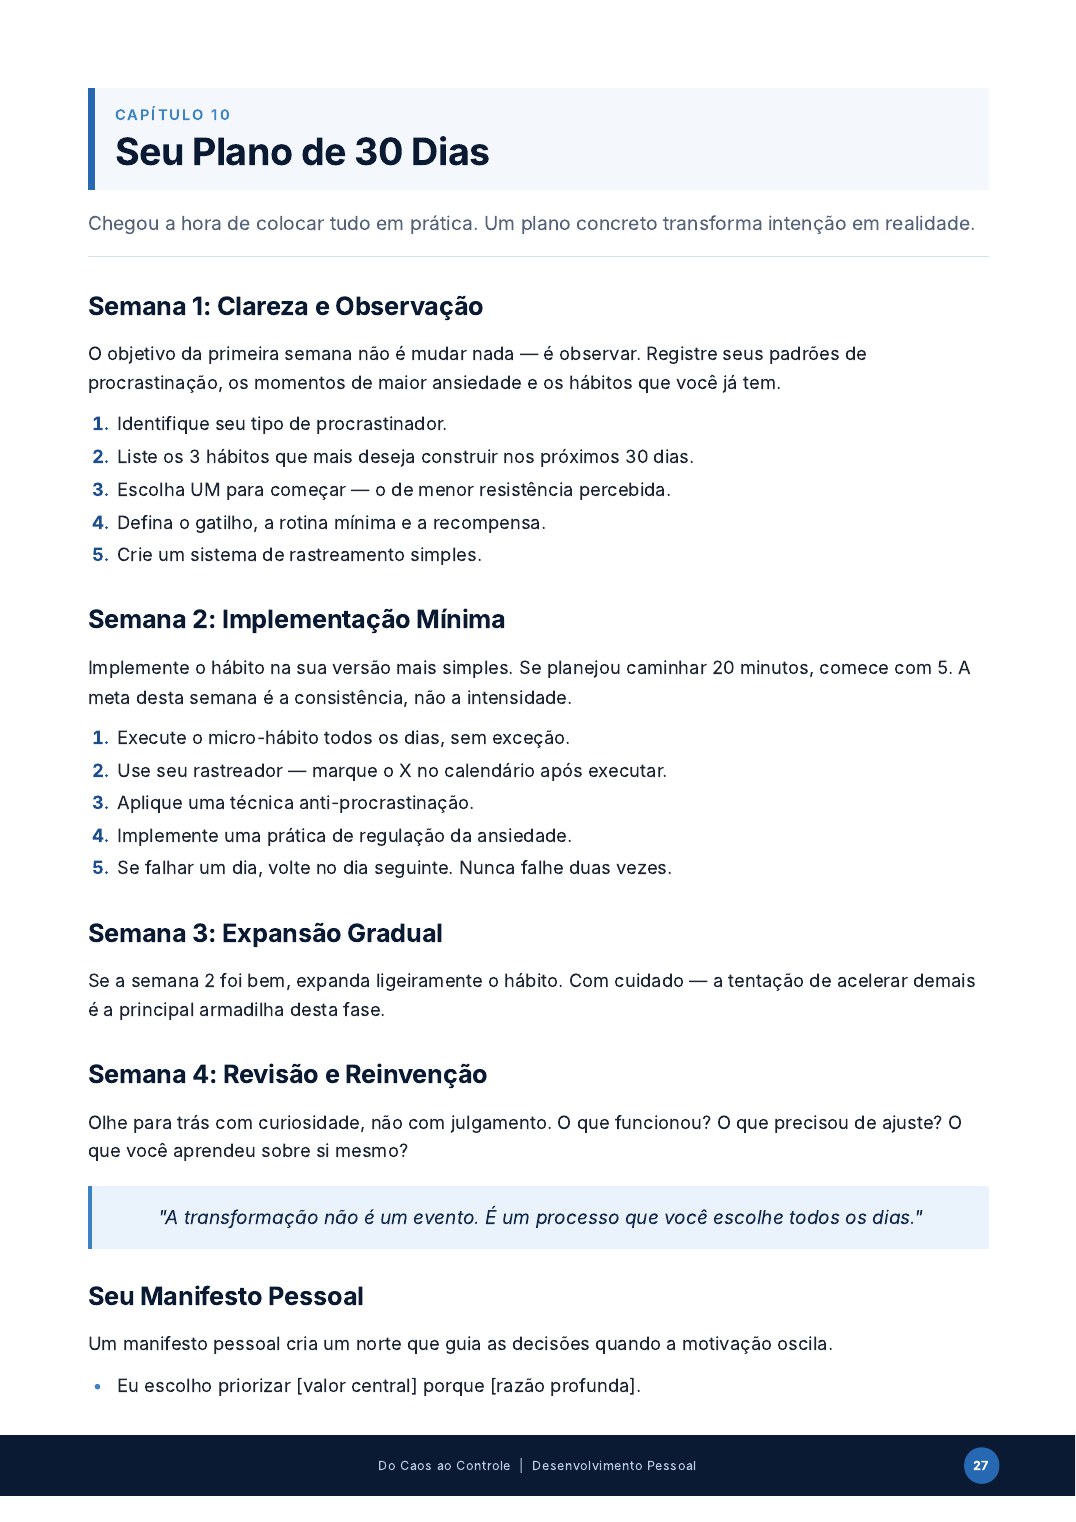 CAPÍTULO 10
Seu Plano de 30 Dias
Chegou a hora de colocar tudo em prática. Um plano concreto transforma intenção em realidade.
Semana 1: Clareza e Observação
O objetivo da primeira semana não é mudar nada — é observar. Registre seus padrões de
procrastinação, os momentos de maior ansiedade e os hábitos que você já tem.
1. Identifique seu tipo de procrastinador.
2. Liste os 3 hábitos que mais deseja construir nos próximos 30 dias.
3. Escolha UM para começar — o de menor resistência percebida.
4. Defina o gatilho, a rotina mínima e a recompensa.
5. Crie um sistema de rastreamento simples.
Semana 2: Implementação Mínima
Implemente o hábito na sua versão mais simples. Se planejou caminhar 20 minutos, comece com 5. A
meta desta semana é a consistência, não a intensidade.
1. Execute o micro-hábito todos os dias, sem exceção.
2. Use seu rastreador — marque o X no calendário após executar.
3. Aplique uma técnica anti-procrastinação.
4. Implemente uma prática de regulação da ansiedade.
5. Se falhar um dia, volte no dia seguinte. Nunca falhe duas vezes.
Semana 3: Expansão Gradual
Se a semana 2 foi bem, expanda ligeiramente o hábito. Com cuidado — a tentação de acelerar demais
é a principal armadilha desta fase.
Semana 4: Revisão e Reinvenção
Olhe para trás com curiosidade, não com julgamento. O que funcionou? O que precisou de ajuste? O
que você aprendeu sobre si mesmo?
"A transformação não é um evento. É um processo que você escolhe todos os dias."
Seu Manifesto Pessoal
Um manifesto pessoal cria um norte que guia as decisões quando a motivação oscila.
• Eu escolho priorizar [valor central] porque [razão profunda].
Do Caos ao Controle | Desenvolvimento Pessoal
27